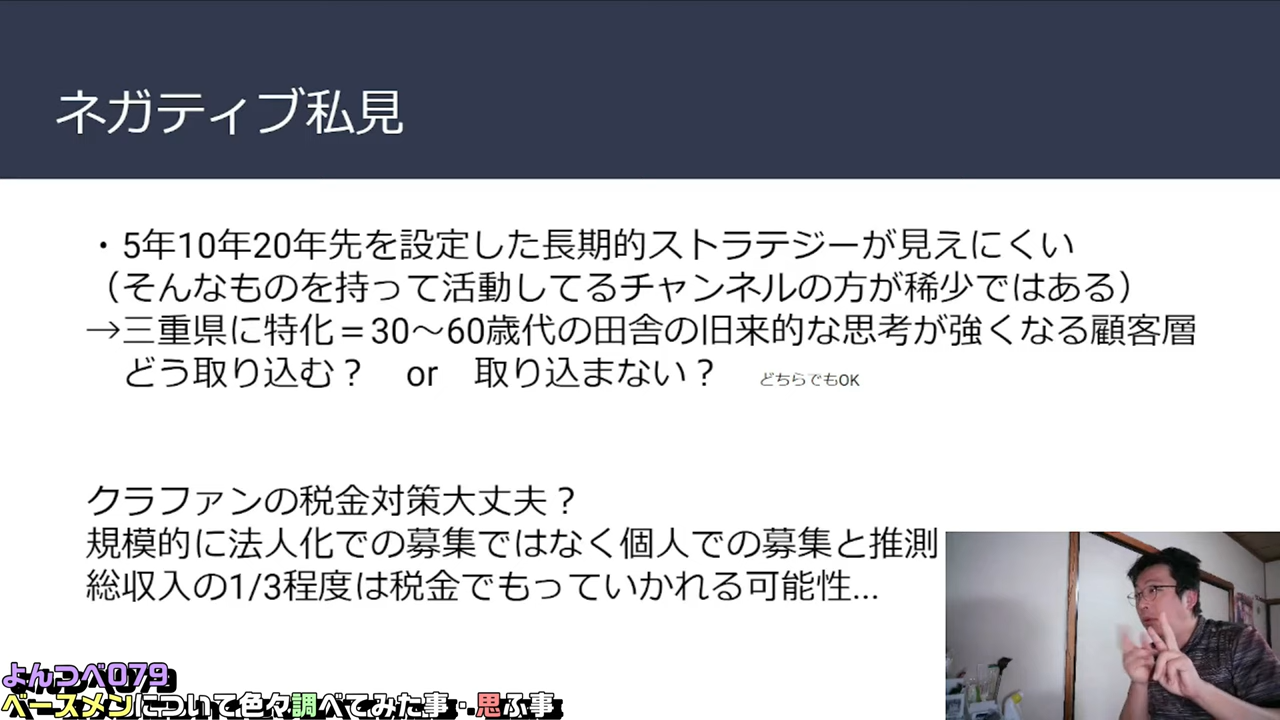 ネガティブ私見
・5年10年20年先を設定した長期的ストラテジーが見えにくい
（そんなものを持って活動してるチャンネルの方が稀少ではある）
→三重県に特化＝30～60歳代の田舎の旧来的な思考が強くなる顧客層
どう取り込む？　or　取り込まない？　どちらでもOK
クラファンの税金対策大丈夫？
規模的に法人化での募集ではなく個人での募集と推測
総収入の1/3程度は税金でもっていかれる可能性...
よんつべ079
ベースメンについて色々調べてみた事・思ふ事